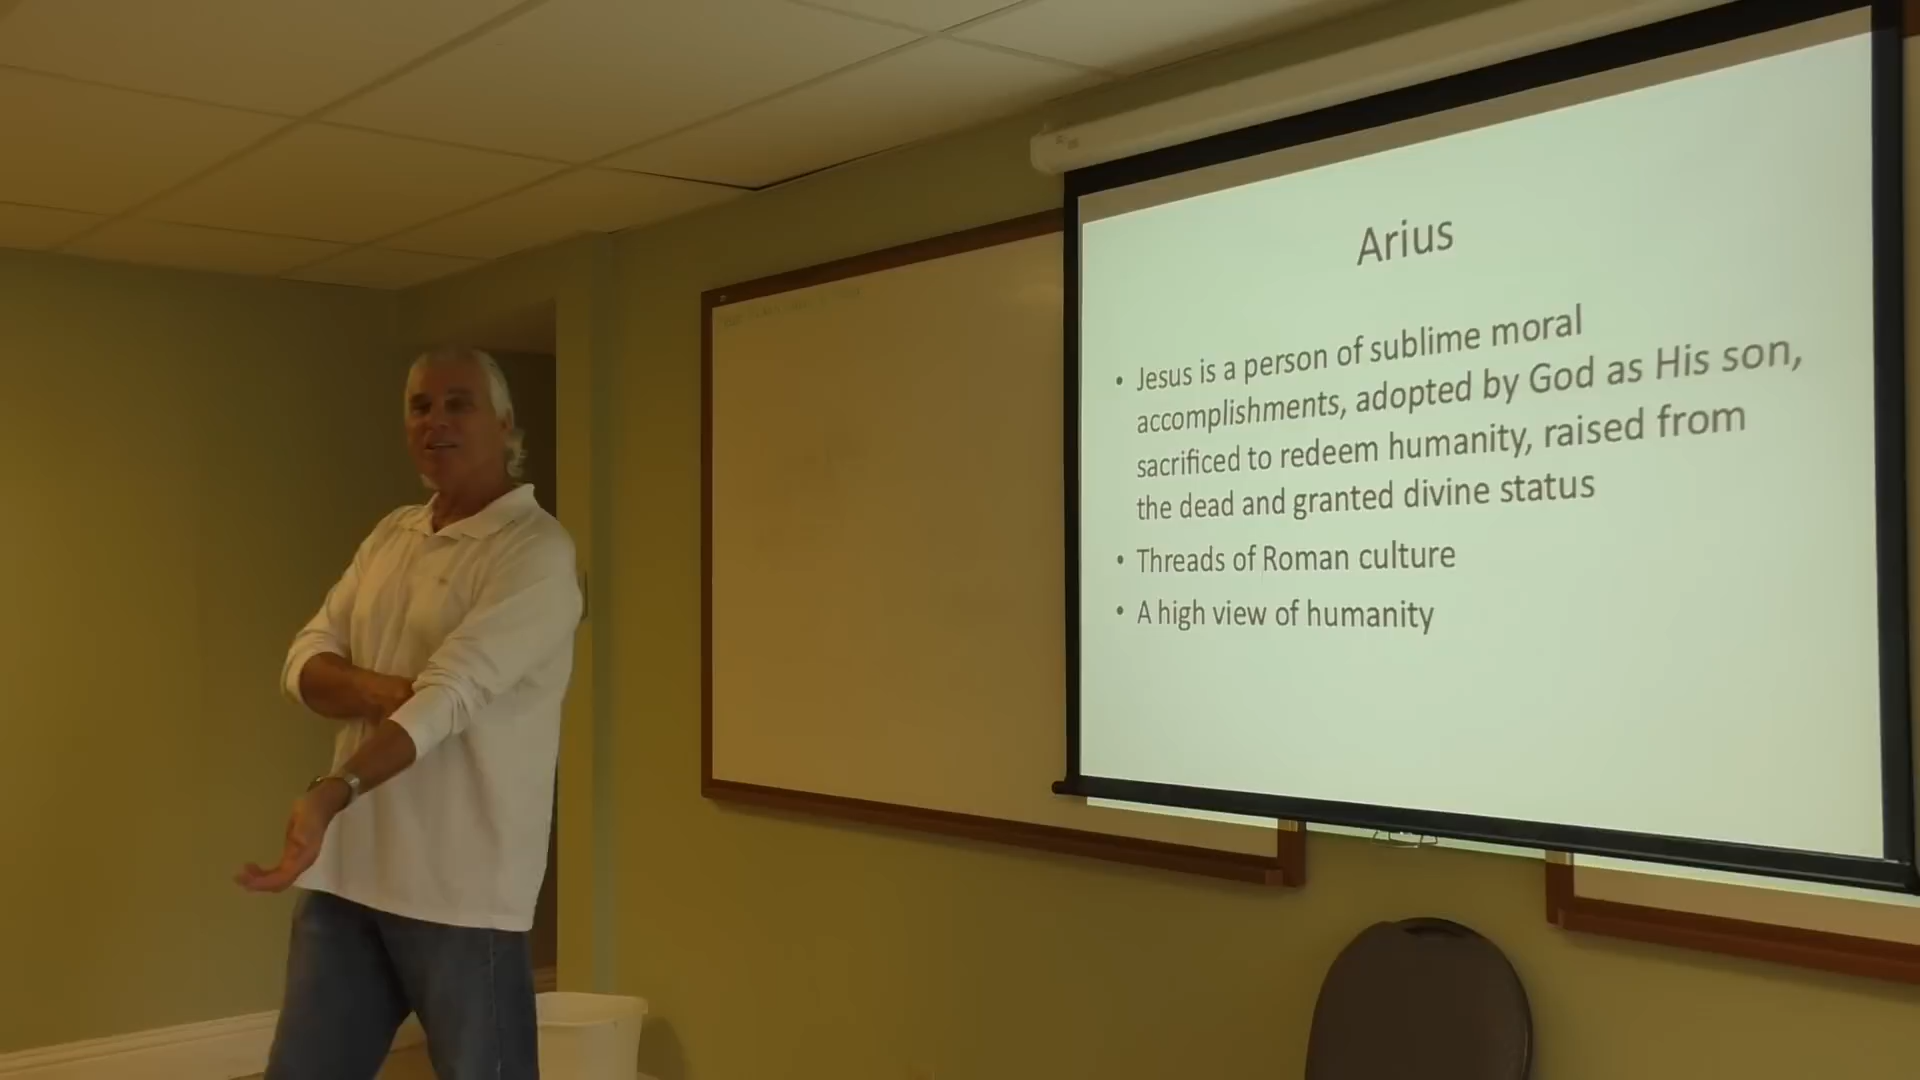 Arius
• Jesus is a person of sublime moral
accomplishments, adopted by God as His son,
sacrificed to redeem humanity, raised from
the dead and granted divine status
• Threads of Roman culture
• A high view of humanity